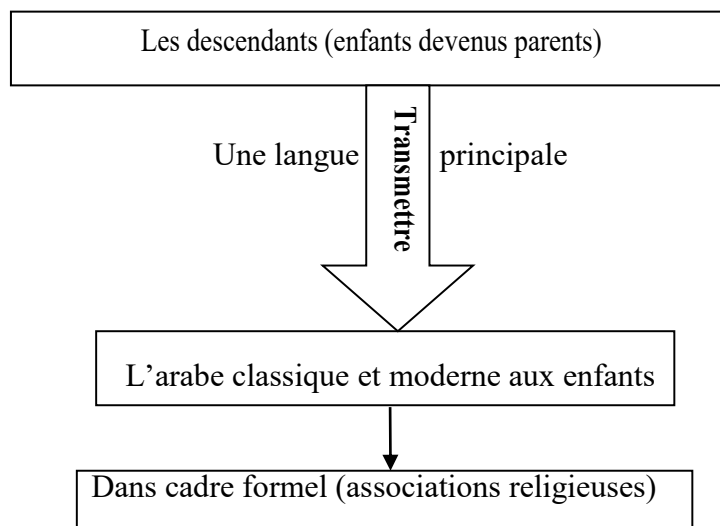 Les descendants (enfants devenus parents)
Transmettre
Une langue principale
L’arabe classique et moderne aux enfants
Dans cadre formel (associations religieuses)